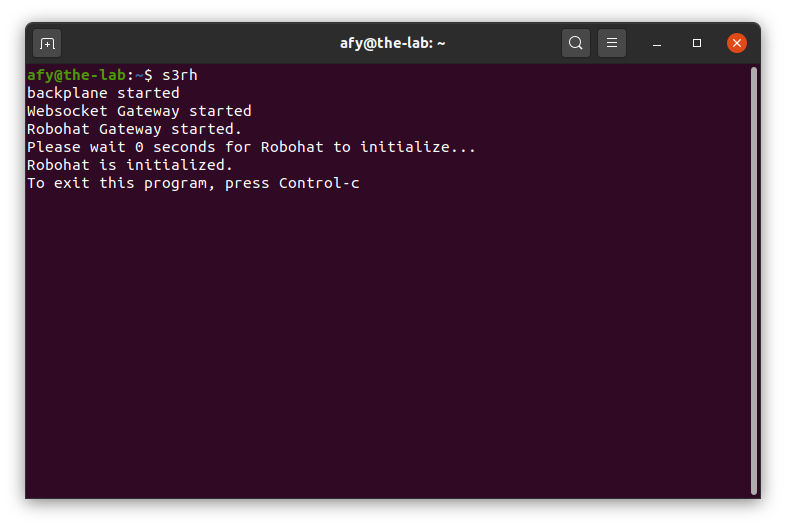 afy@the-lab: ~
afy@the-lab:~$ s3rh
backplane started
Websocket Gateway started
Robohat Gateway started.
Please wait 0 seconds for Robohat to initialize...
Robohat is initialized.
To exit this program, press Control-c